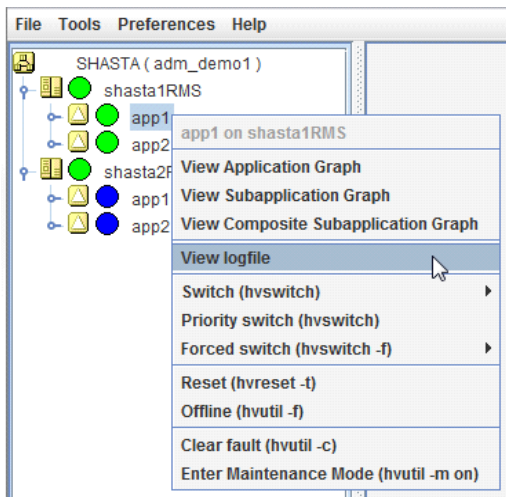 File Tools Preferences Help
SHASTA ( adm_demo1 )
shasta1RMS
app1
app2
shasta2F
app1
app2
app1 on shasta1RMS
View Application Graph
View Subapplication Graph
View Composite Subapplication Graph
View logfile
Switch (hvswitch)
Priority switch (hvswitch)
Forced switch (hvswitch -f)
Reset (hvreset -t)
Offline (hvutil -f)
Clear fault (hvutil -c)
Enter Maintenance Mode (hvutil -m on)